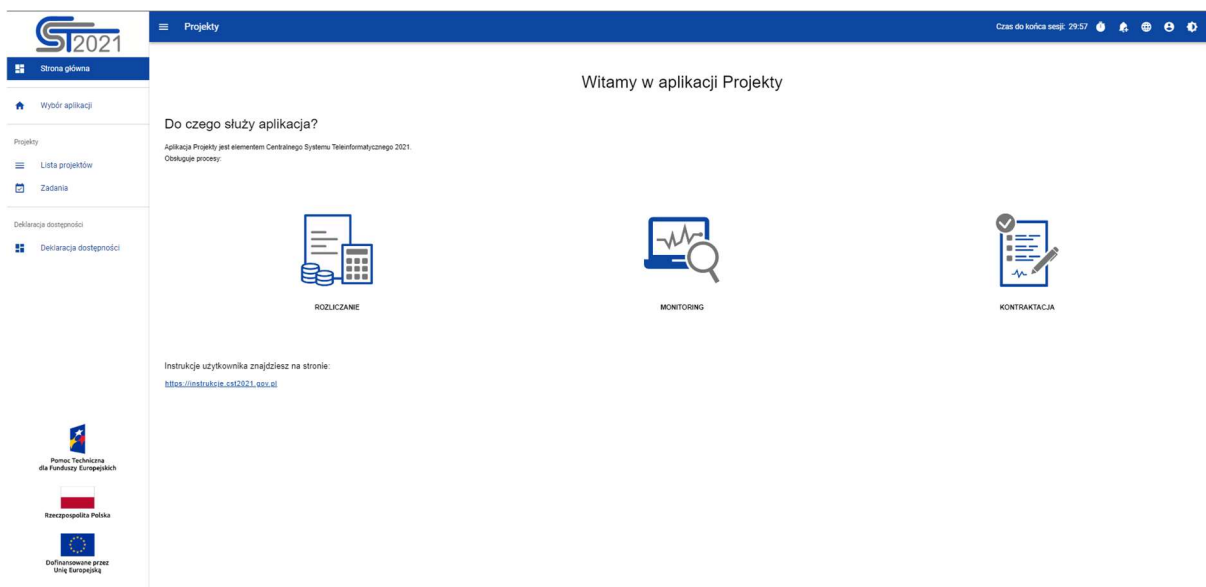 CST2021
Projekty
Czas do końca sesji: 29:57
Strona główna
Wybór aplikacji
Projekty
Lista projektów
Zadania
Deklaracja dostępności
Deklaracja dostępności
Witamy w aplikacji Projekty
Do czego służy aplikacja?
Aplikacja Projekty jest elementem Centralnego Systemu Teleinformatycznego 2021.
Obsługuje procesy:
ROZLICZANIE
MONITORING
KONTRAKTACJA
Instrukcje użytkownika znajdziesz na stronie:
https://instrukcje.cst2021.gov.pl
Pomoc Techniczna
dla Funduszy Europejskich
Rzeczpospolita Polska
Dofinansowane przez
Unię Europejską